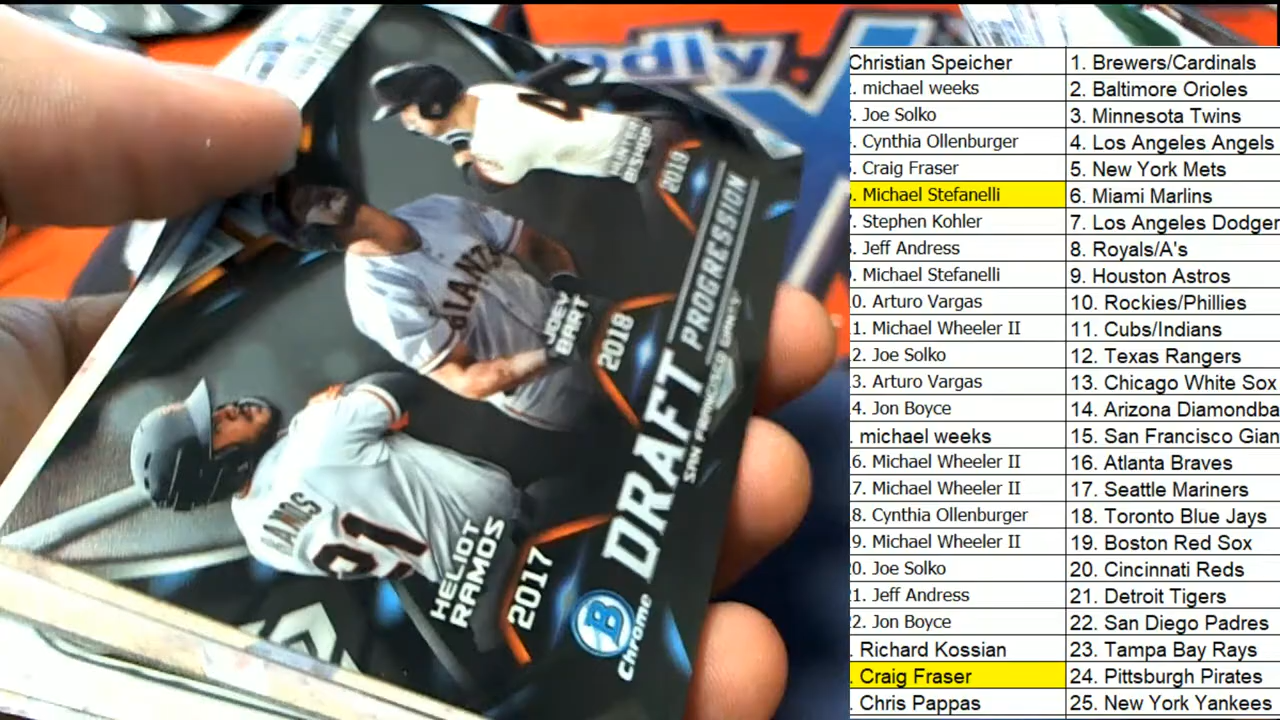 HUNTER
BISHOP
2019
JOEY
BART
2018
HELIOT
RAMOS
2017
DRAFT PROGRESSION
SAN FRANCISCO GIANTS
B
Chrome
GIANTS
RAMOS
21
4
dly
Christian Speicher 1. Brewers/Cardinals
michael weeks 2. Baltimore Orioles
Joe Solko 3. Minnesota Twins
Cynthia Ollenburger 4. Los Angeles Angels
Craig Fraser 5. New York Mets
Michael Stefanelli 6. Miami Marlins
Stephen Kohler 7. Los Angeles Dodger
Jeff Andress 8. Royals/A's
. Michael Stefanelli 9. Houston Astros
0. Arturo Vargas 10. Rockies/Phillies
1. Michael Wheeler II 11. Cubs/Indians
2. Joe Solko 12. Texas Rangers
3. Arturo Vargas 13. Chicago White Sox
4. Jon Boyce 14. Arizona Diamondba
. michael weeks 15. San Francisco Gian
6. Michael Wheeler II 16. Atlanta Braves
7. Michael Wheeler II 17. Seattle Mariners
8. Cynthia Ollenburger 18. Toronto Blue Jays
9. Michael Wheeler II 19. Boston Red Sox
0. Joe Solko 20. Cincinnati Reds
1. Jeff Andress 21. Detroit Tigers
2. Jon Boyce 22. San Diego Padres
. Richard Kossian 23. Tampa Bay Rays
. Craig Fraser 24. Pittsburgh Pirates
. Chris Pappas 25. New York Yankees